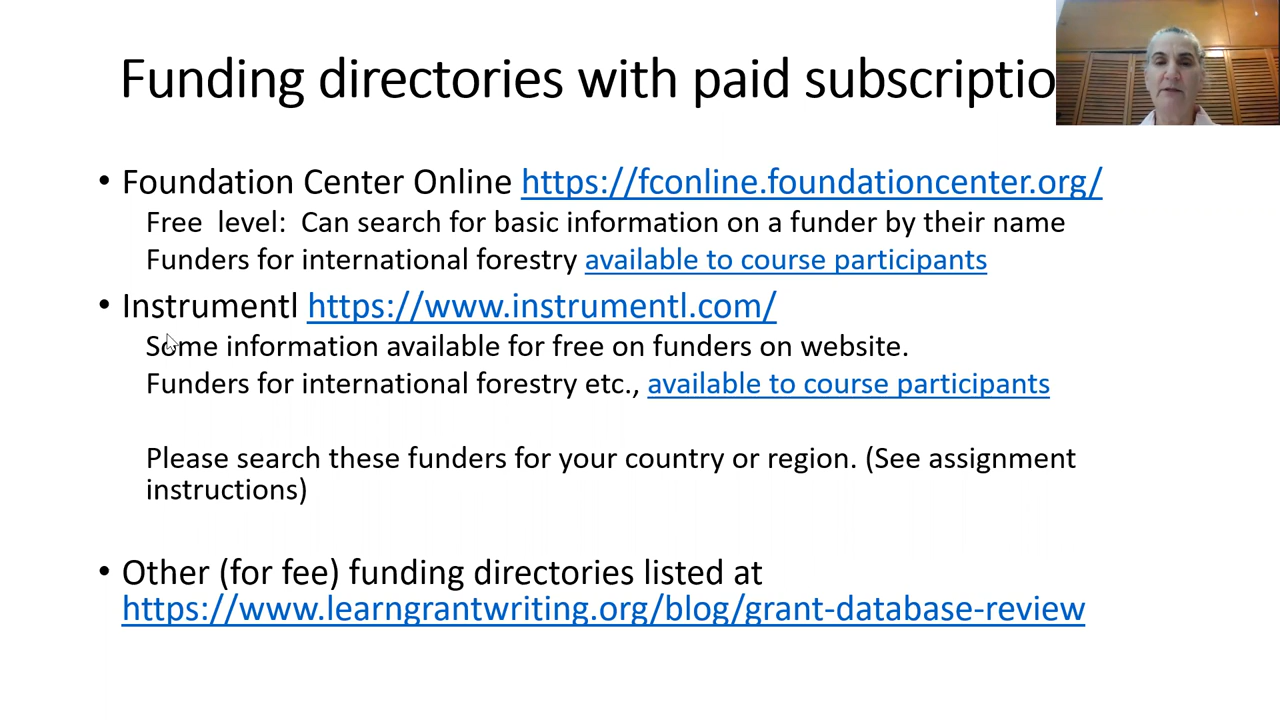 Funding directories with paid subscriptio
• Foundation Center Online https://fconline.foundationcenter.org/
Free level: Can search for basic information on a funder by their name
Funders for international forestry available to course participants
• Instrumentl https://www.instrumentl.com/
Some information available for free on funders on website.
Funders for international forestry etc., available to course participants
Please search these funders for your country or region. (See assignment
instructions)
• Other (for fee) funding directories listed at
https://www.learngrantwriting.org/blog/grant-database-review